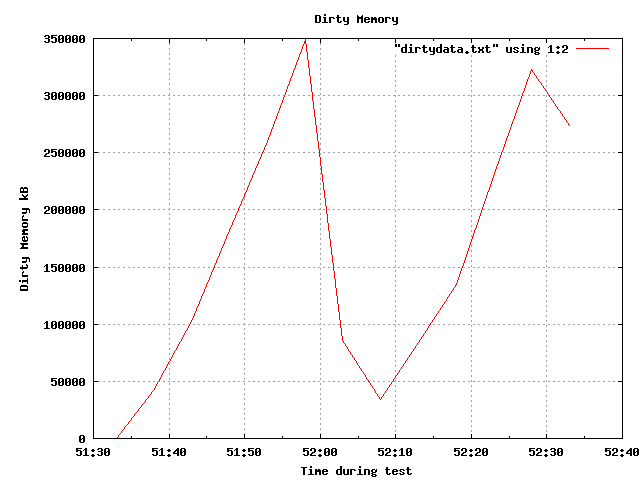 Dirty Memory
"dirtydata.txt" using 1:2
350000
300000
250000
200000
150000
100000
50000
0
Dirty Memory kB
51:30 51:40 51:50 52:00 52:10 52:20 52:30 52:40
Time during test